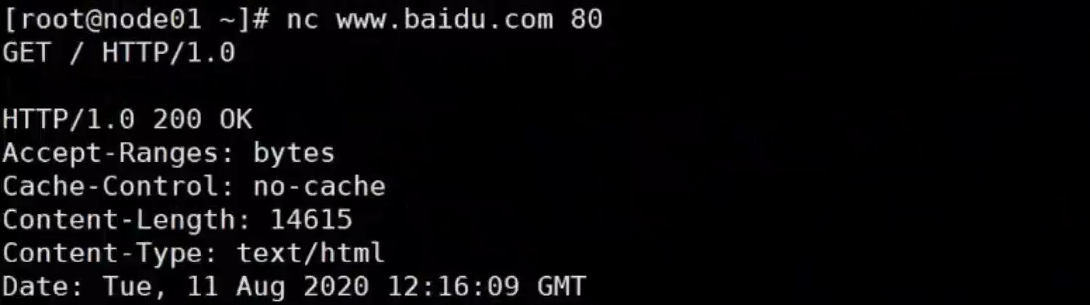 [root@node01 ~]# nc www.baidu.com 80
GET / HTTP/1.0
HTTP/1.0 200 OK
Accept-Ranges: bytes
Cache-Control: no-cache
Content-Length: 14615
Content-Type: text/html
Date: Tue, 11 Aug 2020 12:16:09 GMT